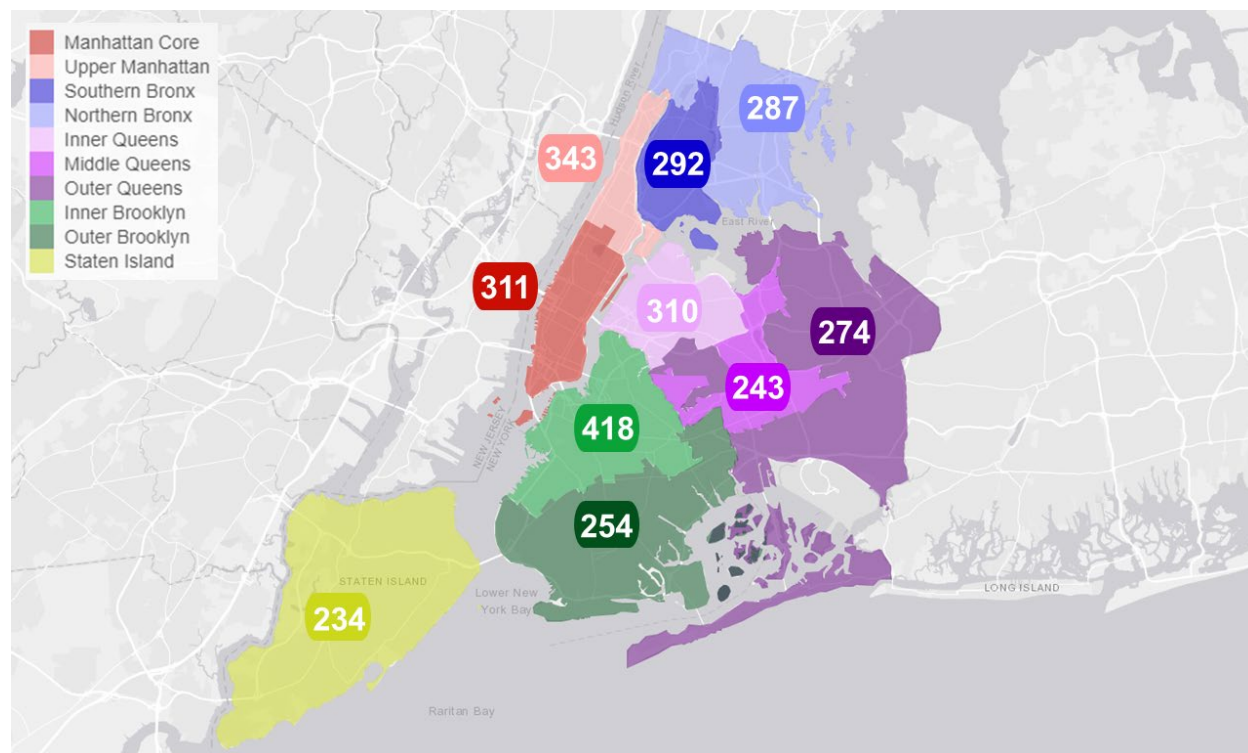 Manhattan Core
Upper Manhattan
Southern Bronx
Northern Bronx
Inner Queens
Middle Queens
Outer Queens
Inner Brooklyn
Outer Brooklyn
Staten Island
Hudson River
287
343
292
East River
311
310
274
243
418
NEW JERSEY
NEW YORK
254
STATEN ISLAND
LONG ISLAND
Lower New
York Bay
234
Raritan Bay